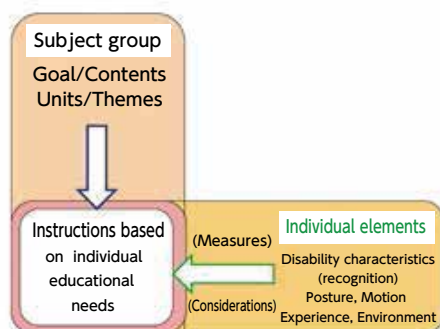 Subject group
Goal/Contents
Units/Themes
Instructions based
on individual
educational
needs
(Measures)
(Considerations)
Individual elements
Disability characteristics
(recognition)
Posture, Motion
Experience, Environment